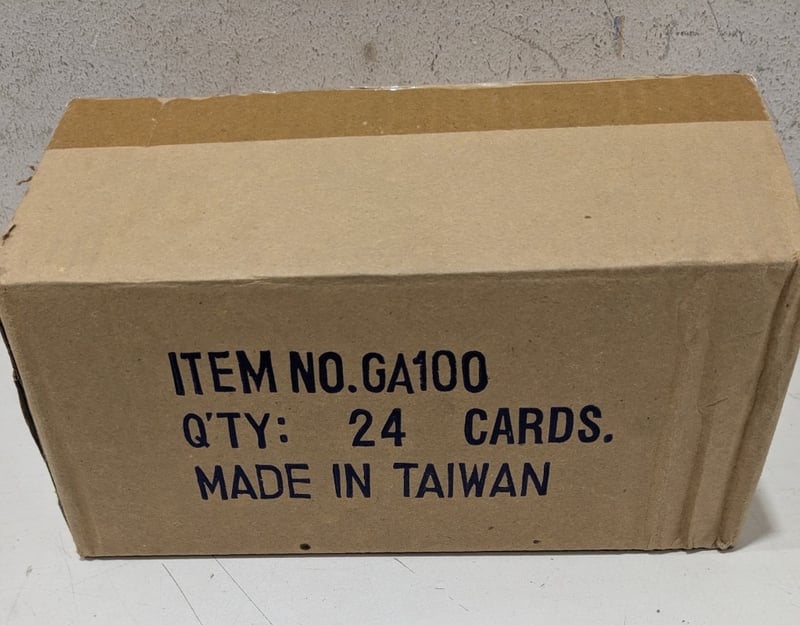 ITEM NO.GA100
Q'TY: 24 CARDS.
MADE IN TAIWAN